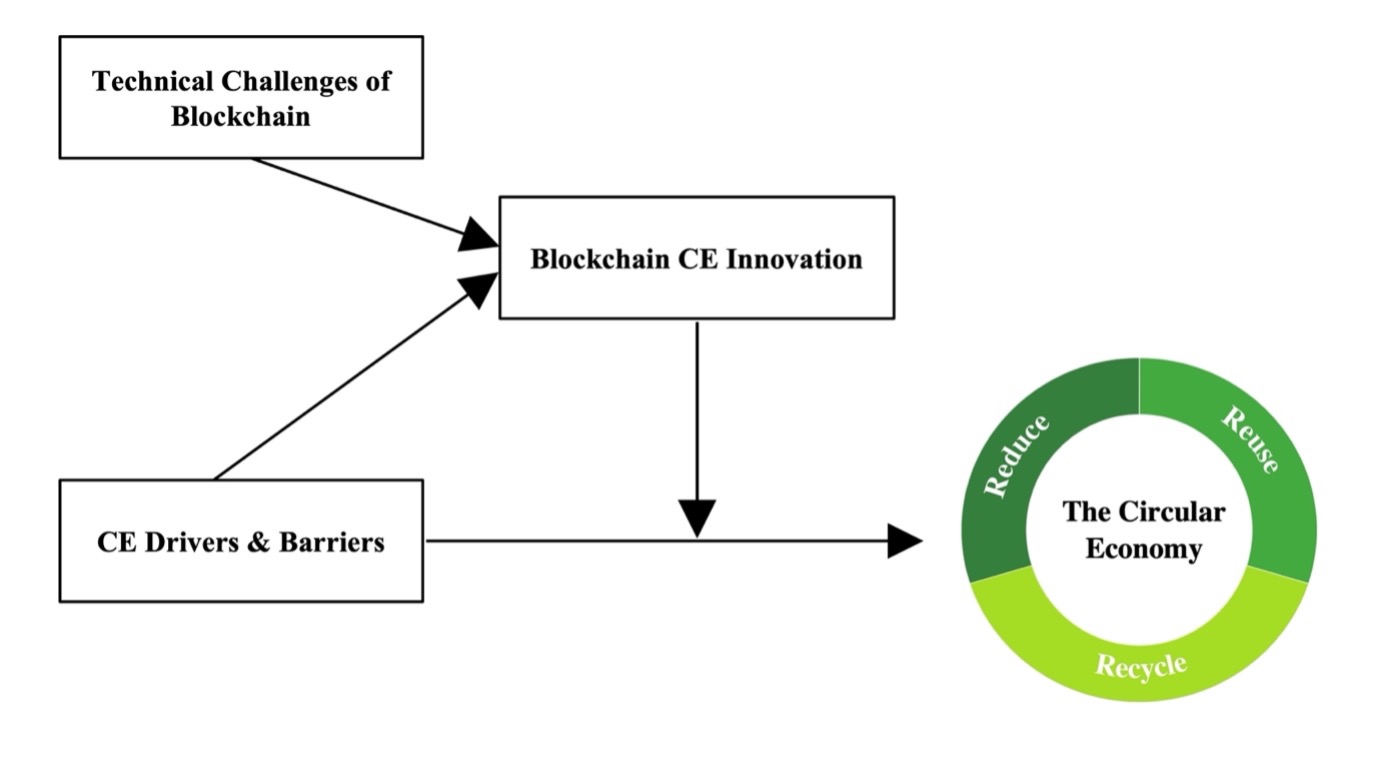 Technical Challenges of
Blockchain
Blockchain CE Innovation
CE Drivers & Barriers
Reduce
Reuse
The Circular
Economy
Recycle